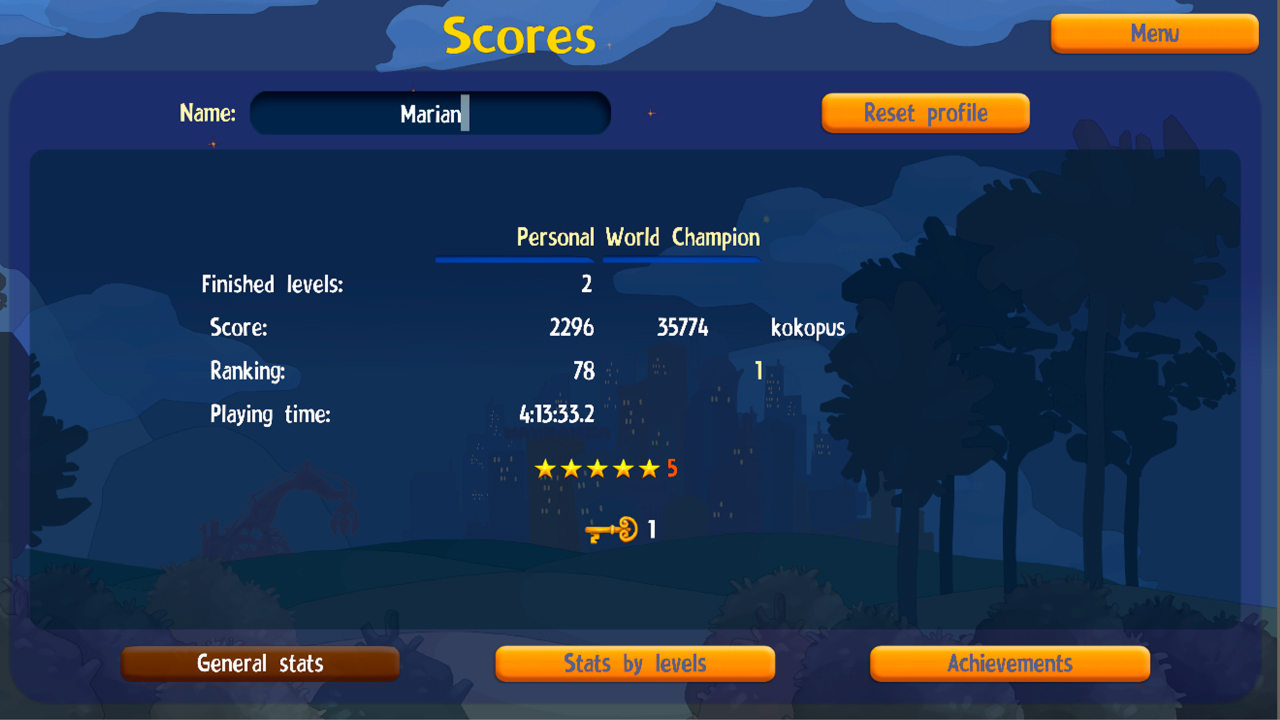 Scores
Menu
Name: Marian
Reset profile
Personal World Champion
Finished levels: 2
Score: 2296 35774 kokopus
Ranking: 78 1
Playing time: 4:13:33.2
5
1
General stats
Stats by levels
Achievements